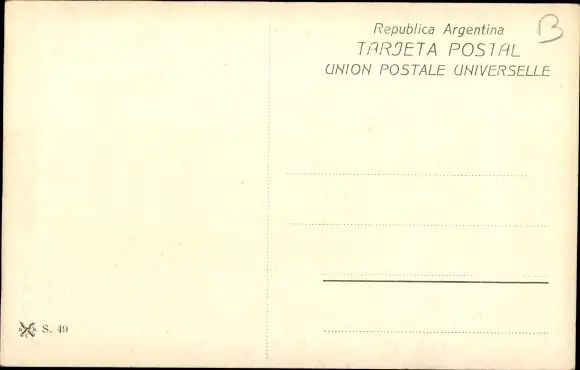 Republica Argentina
TARJETA POSTAL
UNION POSTALE UNIVERSELLE
B
S. 49